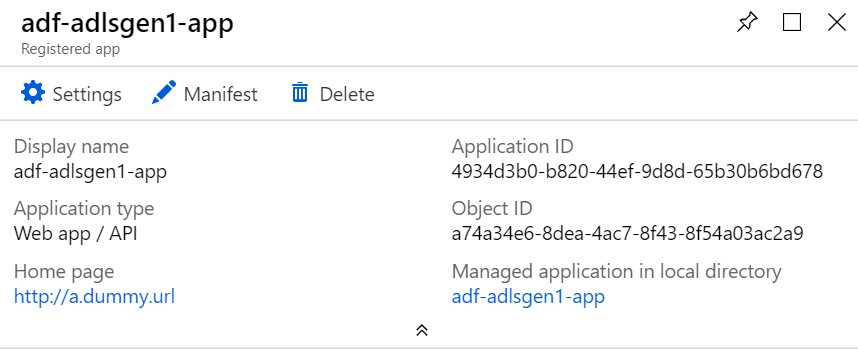 adf-adlsgen1-app
Registered app
Settings Manifest Delete
Display name
adf-adlsgen1-app
Application ID
4934d3b0-b820-44ef-9d8d-65b30b6bd678
Application type
Web app / API
Object ID
a74a34e6-8dea-4ac7-8f43-8f54a03ac2a9
Home page
http://a.dummy.url
Managed application in local directory
adf-adlsgen1-app